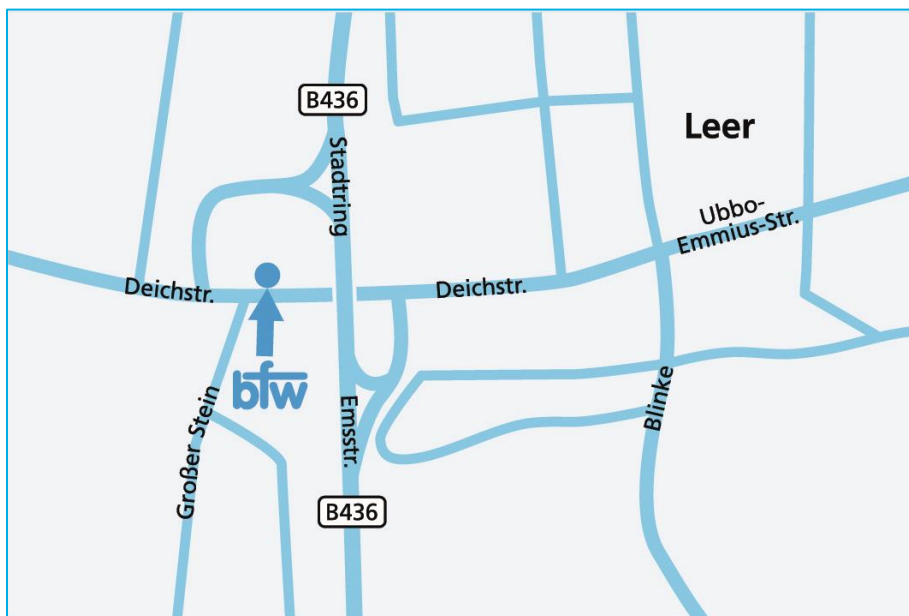 B436
Stadtring
Leer
Ubbo-
Emmius-Str.
Deichstr.
Deichstr.
bfw
Großer Stein
Emsstr.
Blinke
B436